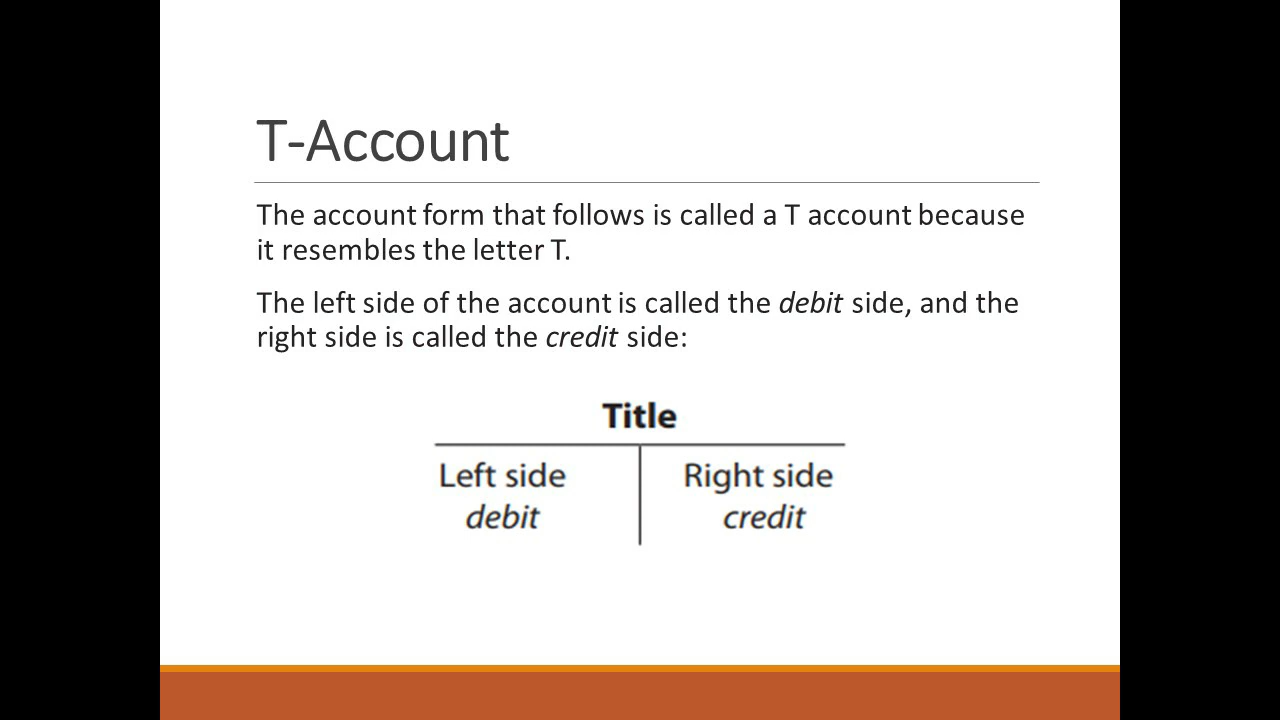 T-Account
The account form that follows is called a T account because
it resembles the letter T.
The left side of the account is called the debit side, and the
right side is called the credit side:
Title
Left side
debit
Right side
credit